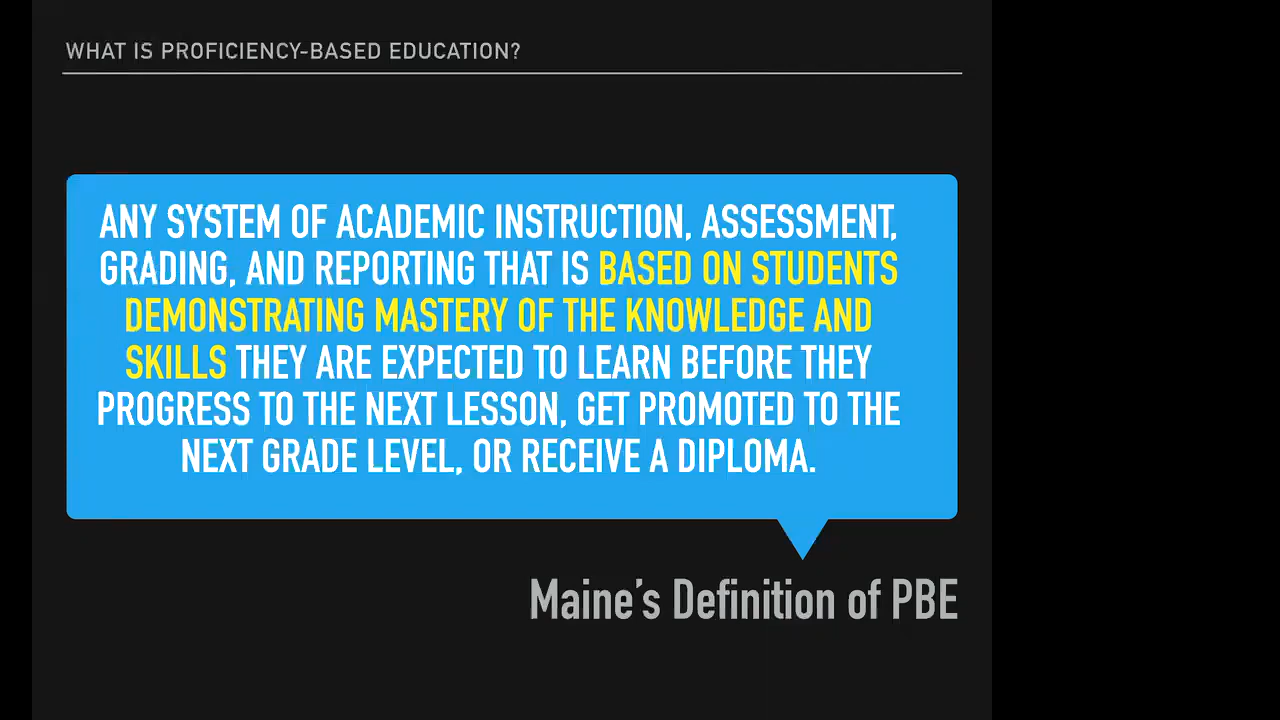 WHAT IS PROFICIENCY-BASED EDUCATION?
ANY SYSTEM OF ACADEMIC INSTRUCTION, ASSESSMENT,
GRADING, AND REPORTING THAT IS BASED ON STUDENTS
DEMONSTRATING MASTERY OF THE KNOWLEDGE AND
SKILLS THEY ARE EXPECTED TO LEARN BEFORE THEY
PROGRESS TO THE NEXT LESSON, GET PROMOTED TO THE
NEXT GRADE LEVEL, OR RECEIVE A DIPLOMA.
Maine’s Definition of PBE